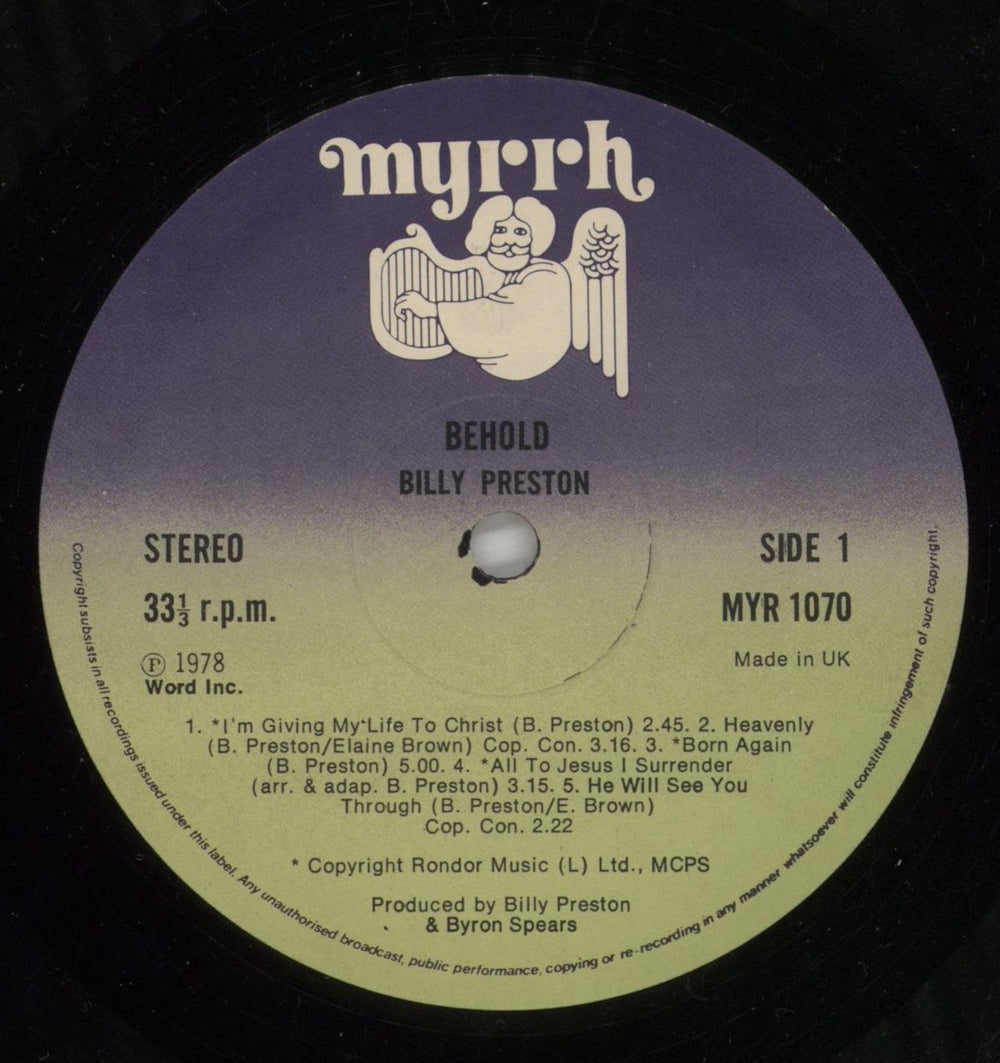 myrrh
BEHOLD
BILLY PRESTON
STEREO
SIDE 1
33⅓ r.p.m.
MYR 1070
℗ 1978
Made in UK
Word Inc.
1. *I'm Giving My Life To Christ (B. Preston) 2.45. 2. Heavenly
(B. Preston/Elaine Brown) Cop. Con. 3.16. 3. *Born Again
(B. Preston) 5.00. 4. *All To Jesus I Surrender
(arr. & adap. B. Preston) 3.15. 5. He Will See You
Through (B. Preston/E. Brown)
Cop. Con. 2.22
* Copyright Rondor Music (L) Ltd., MCPS
Produced by Billy Preston
& Byron Spears
Copyright subsists in all recordings issued under this label. Any unauthorised broadcast, public performance, copying or re-recording in any manner whatsoever will constitute infringement of such copyright.